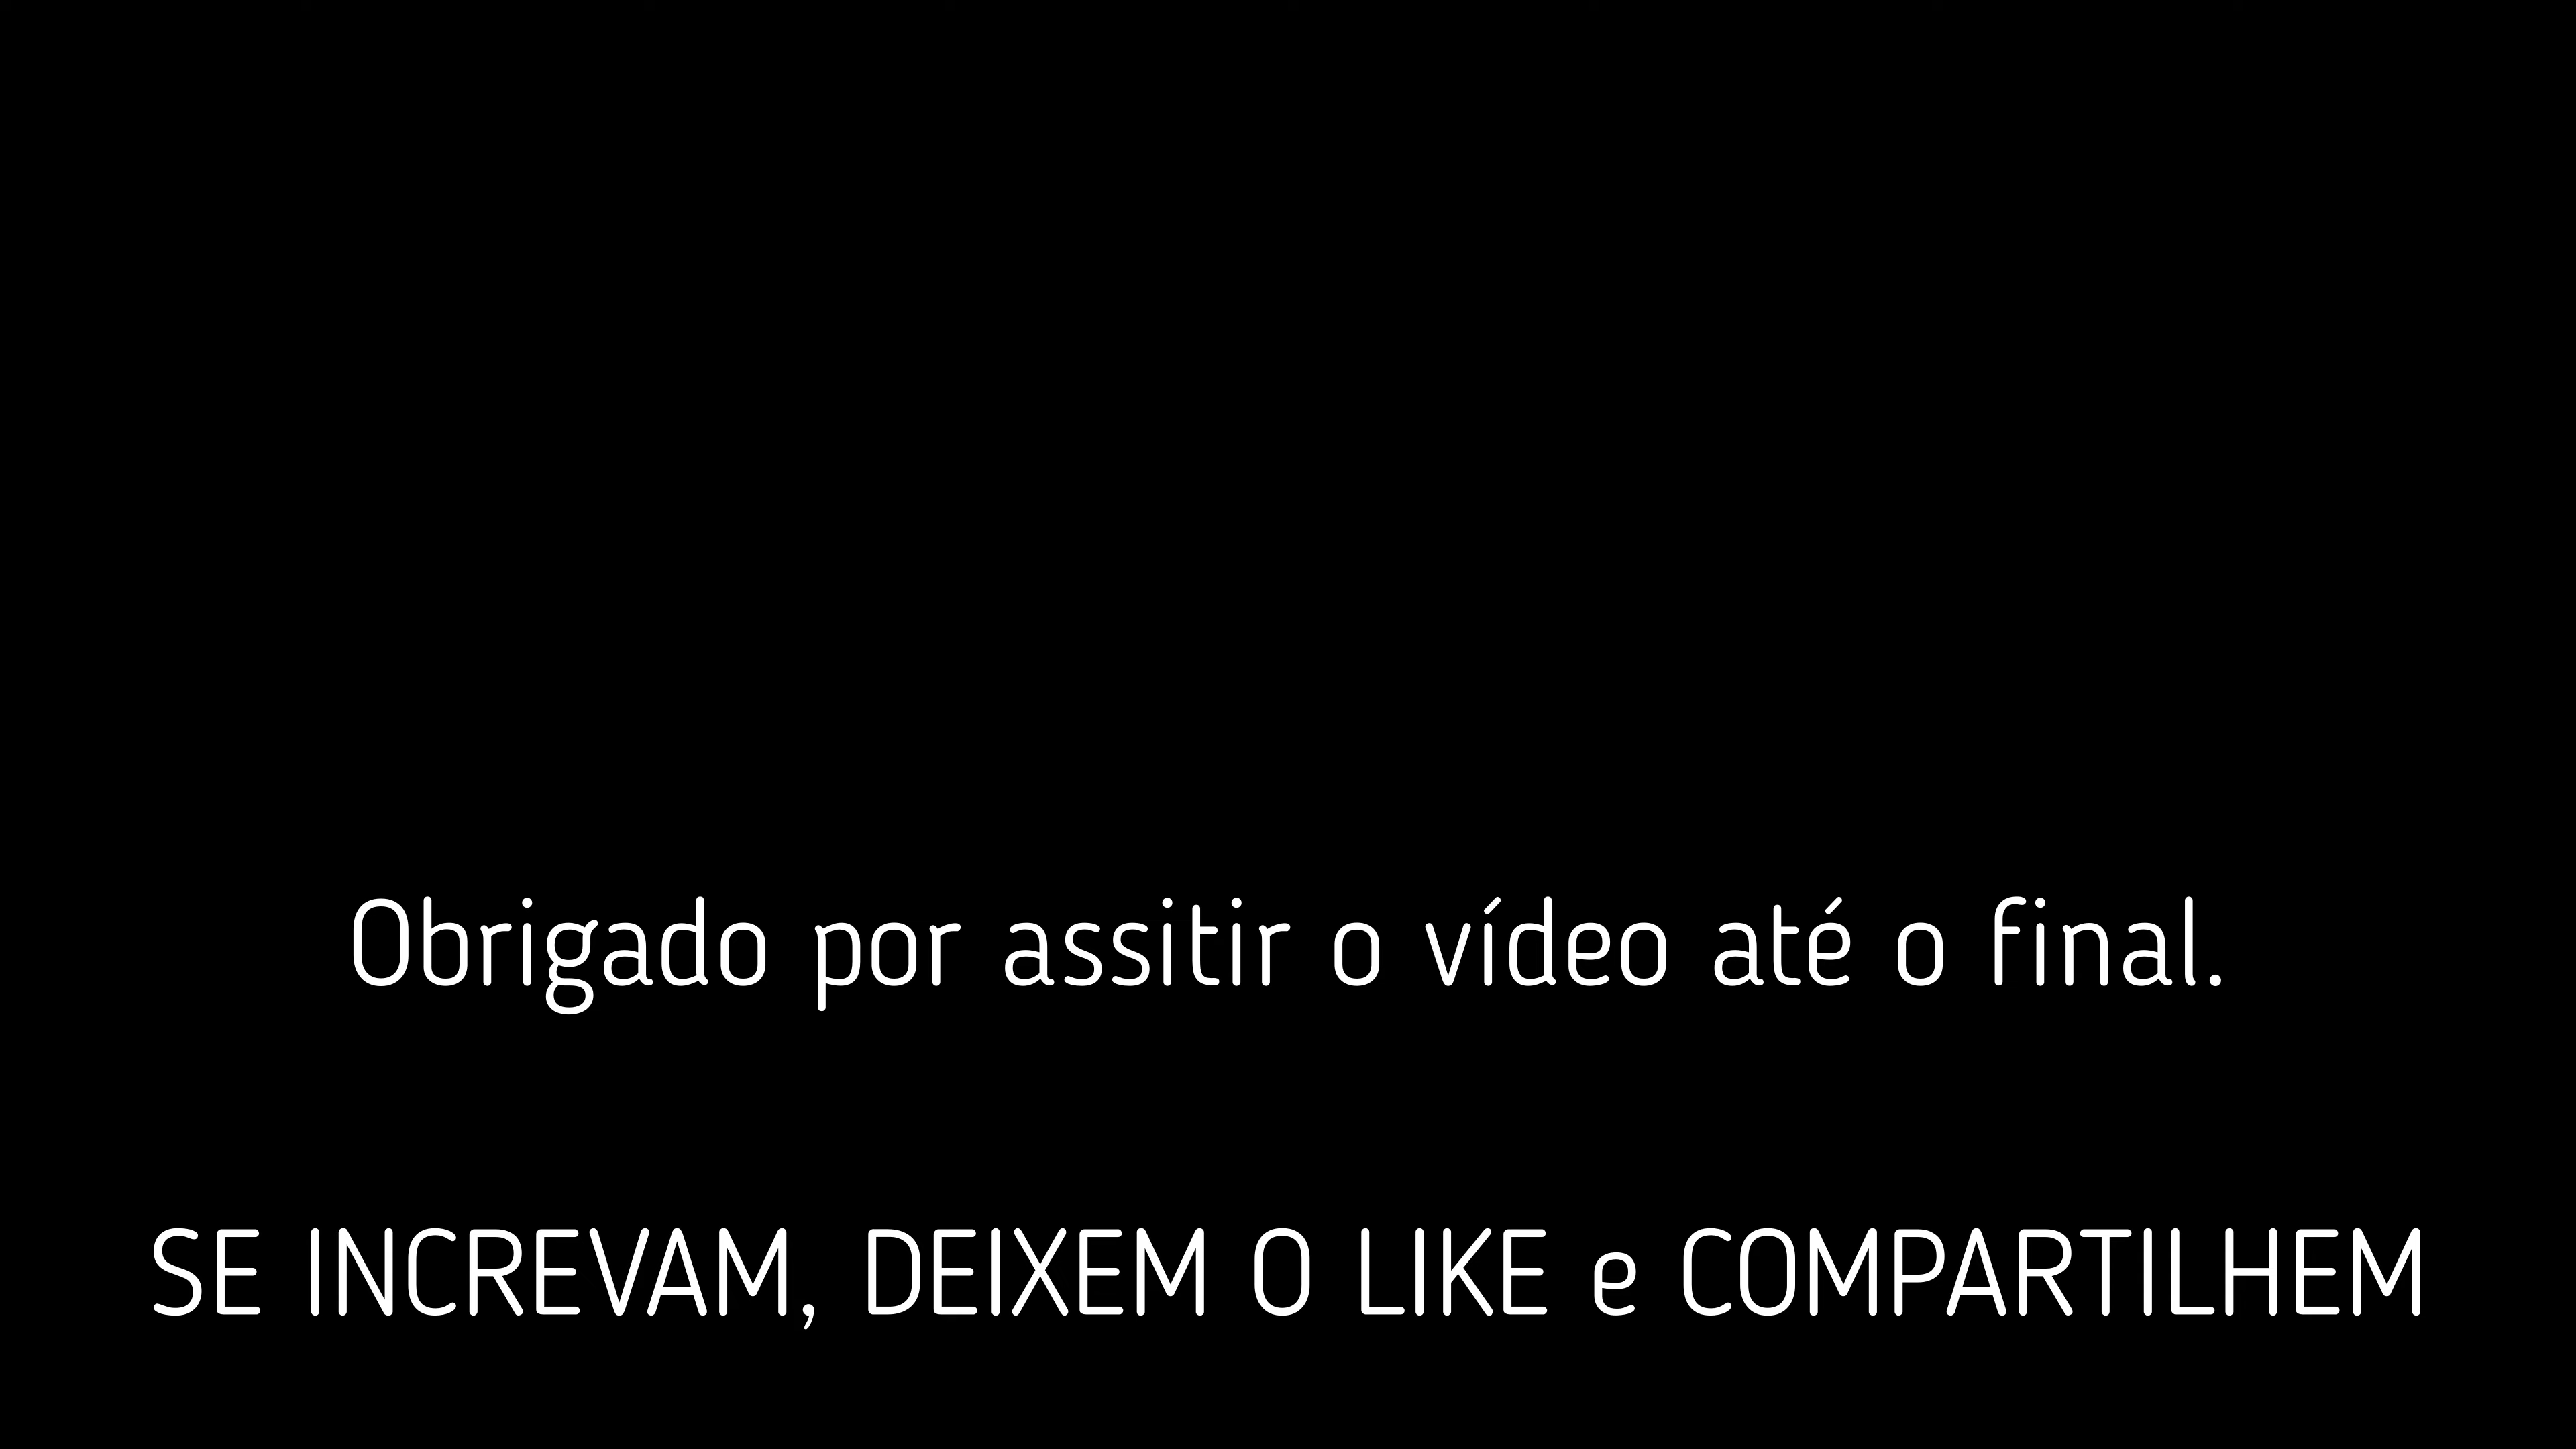 Obrigado por assitir o vídeo até o final.
SE INCREVAM, DEIXEM O LIKE e COMPARTILHEM